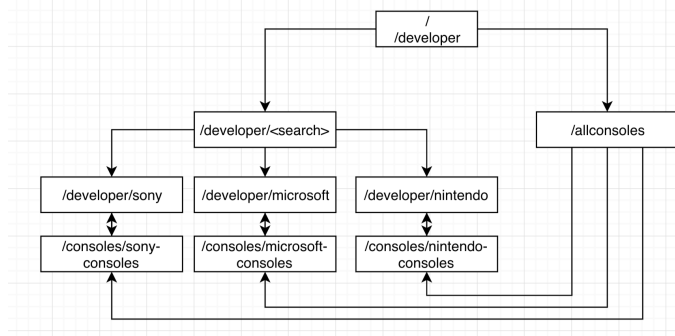 /
/developer
/developer/<search>
/allconsoles
/developer/sony
/developer/microsoft
/developer/nintendo
/consoles/sony-
consoles
/consoles/microsoft-
consoles
/consoles/nintendo-
consoles